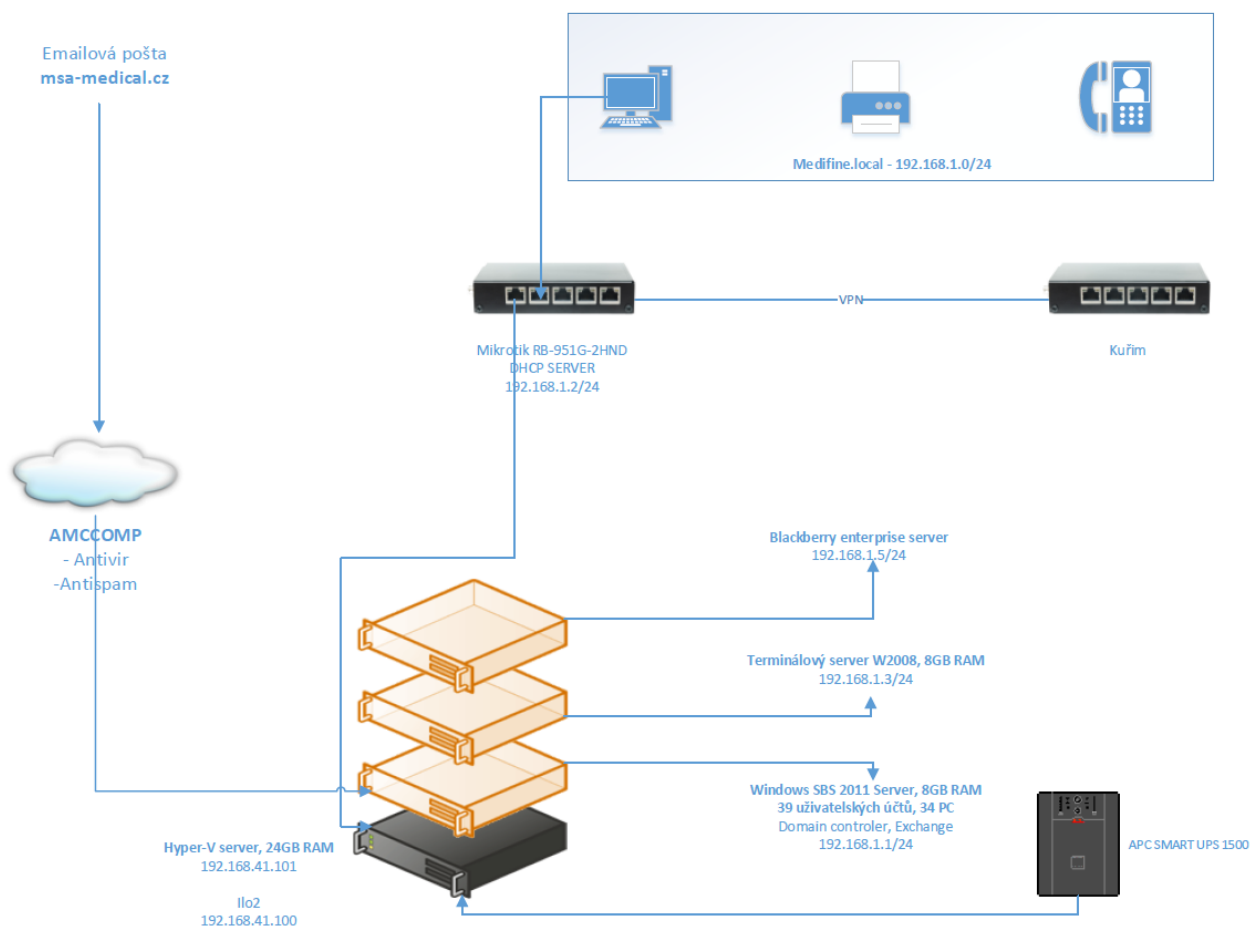 Emailová pošta
msa-medical.cz
Medifine.local - 192.168.1.0/24
VPN
Mikrotik RB-951G-2HND
DHCP SERVER
192.168.1.2/24
Kuřim
AMCCOMP
- Antivir
-Antispam
Blackberry enterprise server
192.168.1.5/24
Terminálový server W2008, 8GB RAM
192.168.1.3/24
Windows SBS 2011 Server, 8GB RAM
39 uživatelských účtů, 34 PC
Domain controler, Exchange
192.168.1.1/24
Hyper-V server, 24GB RAM
192.168.41.101
Ilo2
192.168.41.100
APC SMART UPS 1500